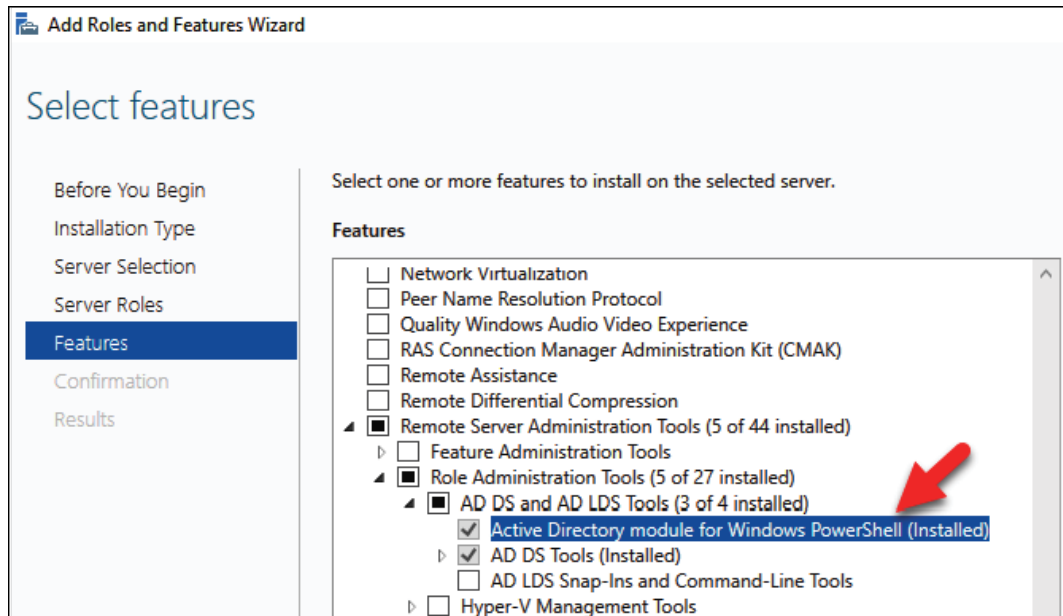 Add Roles and Features Wizard
Select features
Before You Begin
Installation Type
Server Selection
Server Roles
Features
Confirmation
Results
Select one or more features to install on the selected server.
Features
Network Virtualization
Peer Name Resolution Protocol
Quality Windows Audio Video Experience
RAS Connection Manager Administration Kit (CMAK)
Remote Assistance
Remote Differential Compression
Remote Server Administration Tools (5 of 44 installed)
Feature Administration Tools
Role Administration Tools (5 of 27 installed)
AD DS and AD LDS Tools (3 of 4 installed)
Active Directory module for Windows PowerShell (Installed)
AD DS Tools (Installed)
AD LDS Snap-Ins and Command-Line Tools
Hyper-V Management Tools